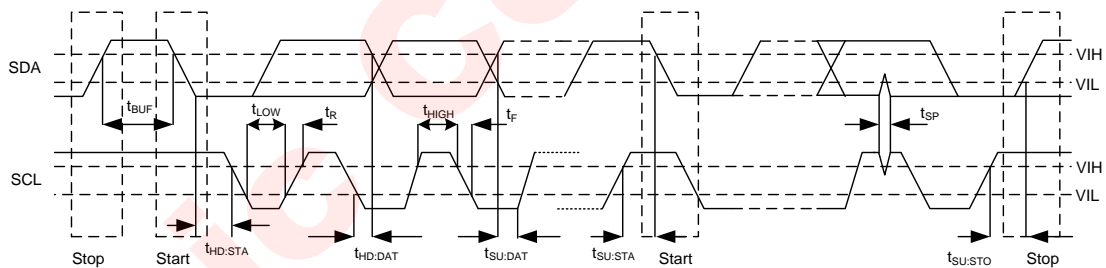 SDA
VIH
VIL
tBUF
tLOW
tR
tHIGH
tF
tSP
SCL
VIH
VIL
tHD:STA
tHD:DAT
tSU:DAT
tSU:STA
tSU:STO
Stop
Start
Start
Stop